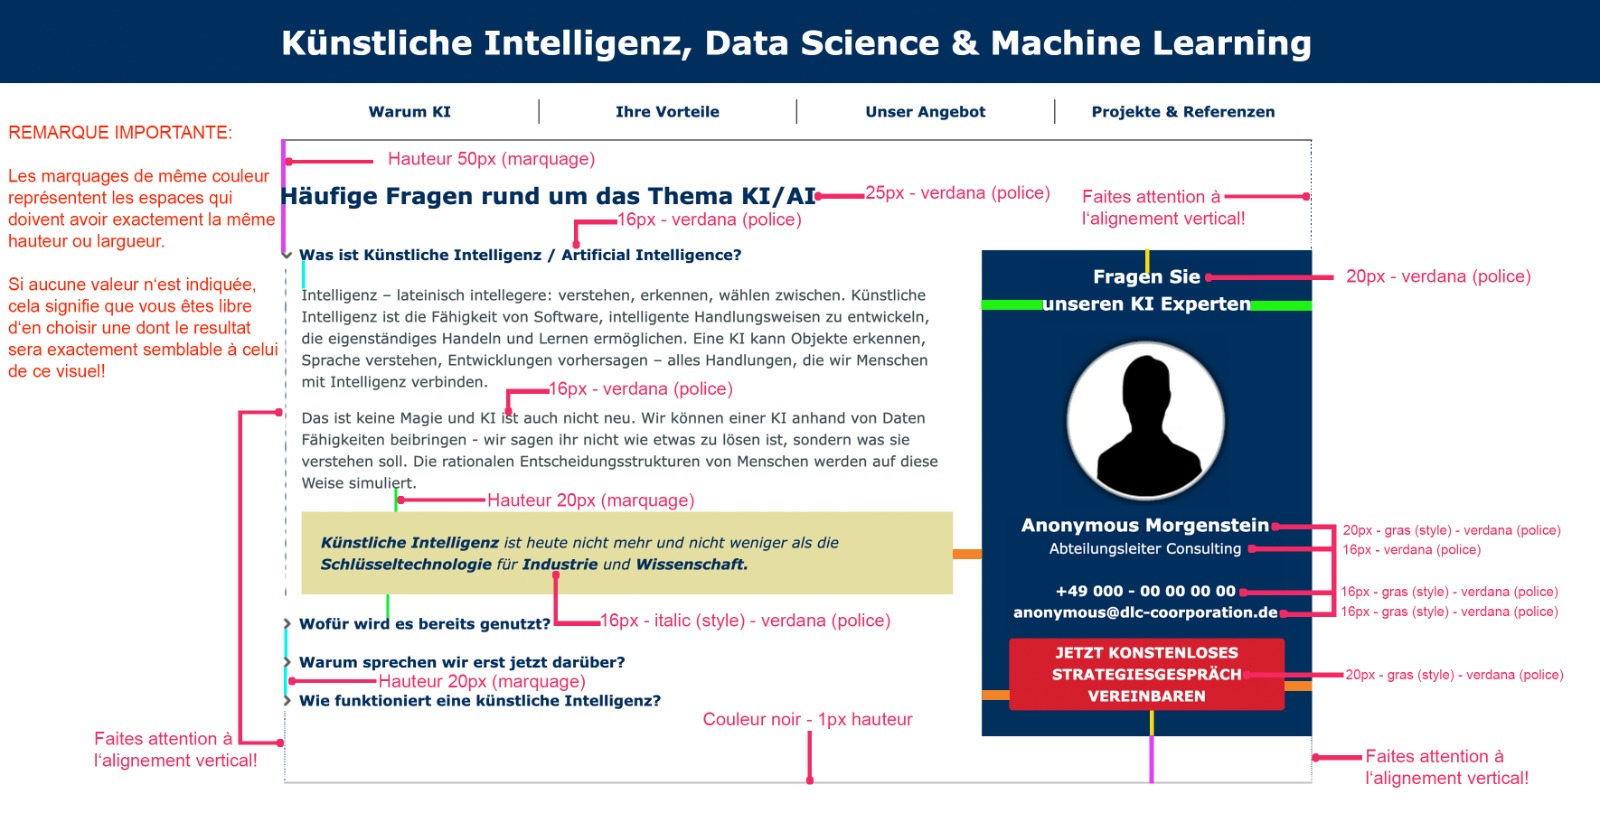 Künstliche Intelligenz, Data Science & Machine Learning
Warum KI
Ihre Vorteile
Unser Angebot
Projekte & Referenzen
REMARQUE IMPORTANTE:
Les marquages de même couleur
représentent les espaces qui
doivent avoir exactement la même
hauteur ou largueur.
Si aucune valeur n'est indiquée,
cela signifie que vous êtes libre
d'en choisir une dont le resultat
sera exactement semblable à celui
de ce visuel!
Hauteur 50px (marquage)
Häufige Fragen rund um das Thema KI/AI
25px - verdana (police)
Faites attention à
l'alignement vertical!
16px - verdana (police)
Was ist Künstliche Intelligenz / Artificial Intelligence?
Intelligenz – lateinisch intellegere: verstehen, erkennen, wählen zwischen. Künstliche
Intelligenz ist die Fähigkeit von Software, intelligente Handlungsweisen zu entwickeln,
die eigenständiges Handeln und Lernen ermöglichen. Eine KI kann Objekte erkennen,
Sprache verstehen, Entwicklungen vorhersagen – alles Handlungen, die wir Menschen
mit Intelligenz verbinden.
16px - verdana (police)
Das ist keine Magie und KI ist auch nicht neu. Wir können einer KI anhand von Daten
Fähigkeiten beibringen - wir sagen ihr nicht wie etwas zu lösen ist, sondern was sie
verstehen soll. Die rationalen Entscheidungsstrukturen von Menschen werden auf diese
Weise simuliert.
Hauteur 20px (marquage)
Künstliche Intelligenz ist heute nicht mehr und nicht weniger als die
Schlüsseltechnologie für Industrie und Wissenschaft.
16px - italic (style) - verdana (police)
Wofür wird es bereits genutzt?
Warum sprechen wir erst jetzt darüber?
Hauteur 20px (marquage)
Wie funktioniert eine künstliche Intelligenz?
Couleur noir - 1px hauteur
Faites attention à
l'alignement vertical!
Fragen Sie
unseren KI Experten
20px - verdana (police)
Anonymous Morgenstein
20px - gras (style) - verdana (police)
Abteilungsleiter Consulting
16px - verdana (police)
+49 000 - 00 00 00 00
16px - gras (style) - verdana (police)
anonymous@dlc-coorporation.de
16px - gras (style) - verdana (police)
JETZT KONSTENLOSES
STRATEGIESGESPRÄCH
VEREINBAREN
20px - gras (style) - verdana (police)
Faites attention à
l'alignement vertical!